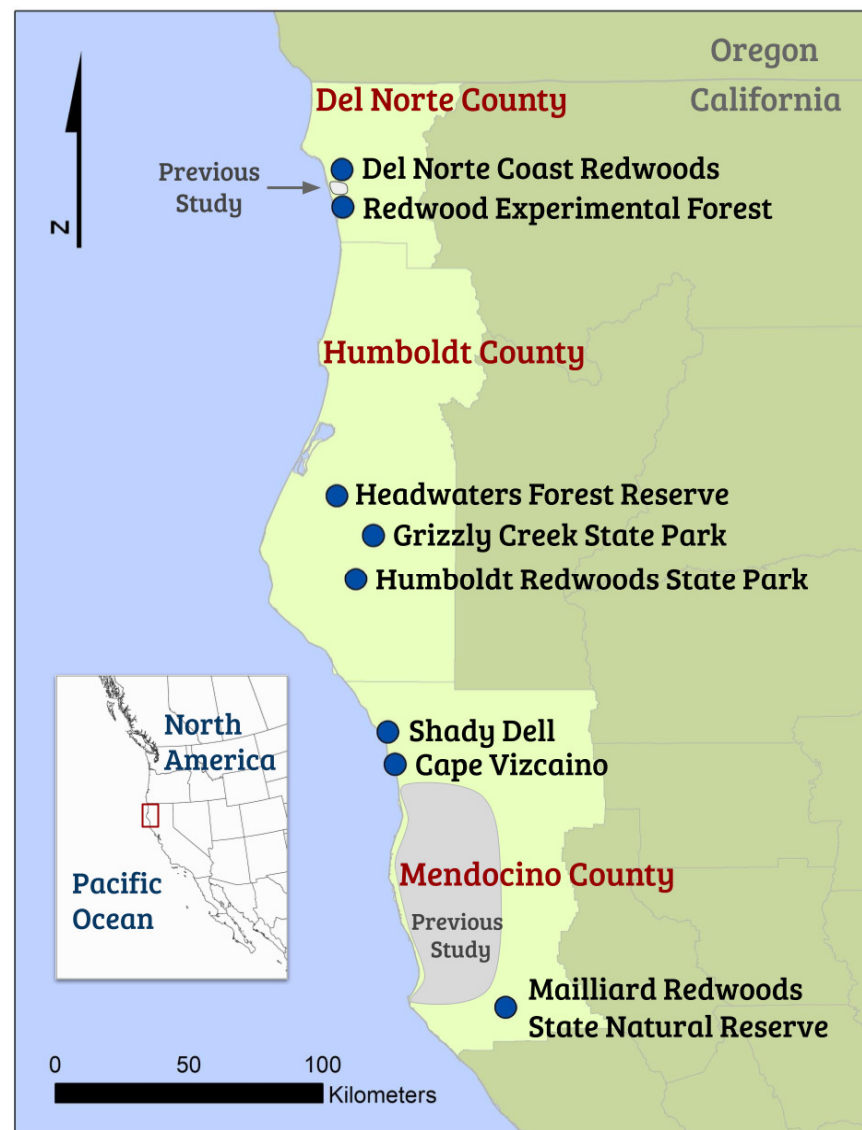 Oregon
California
Del Norte County
Previous
Study
Del Norte Coast Redwoods
Redwood Experimental Forest
N
Humboldt County
Headwaters Forest Reserve
Grizzly Creek State Park
Humboldt Redwoods State Park
North
America
Pacific
Ocean
Shady Dell
Cape Vizcaino
Mendocino County
Previous
Study
Mailliard Redwoods
State Natural Reserve
0 50 100
Kilometers